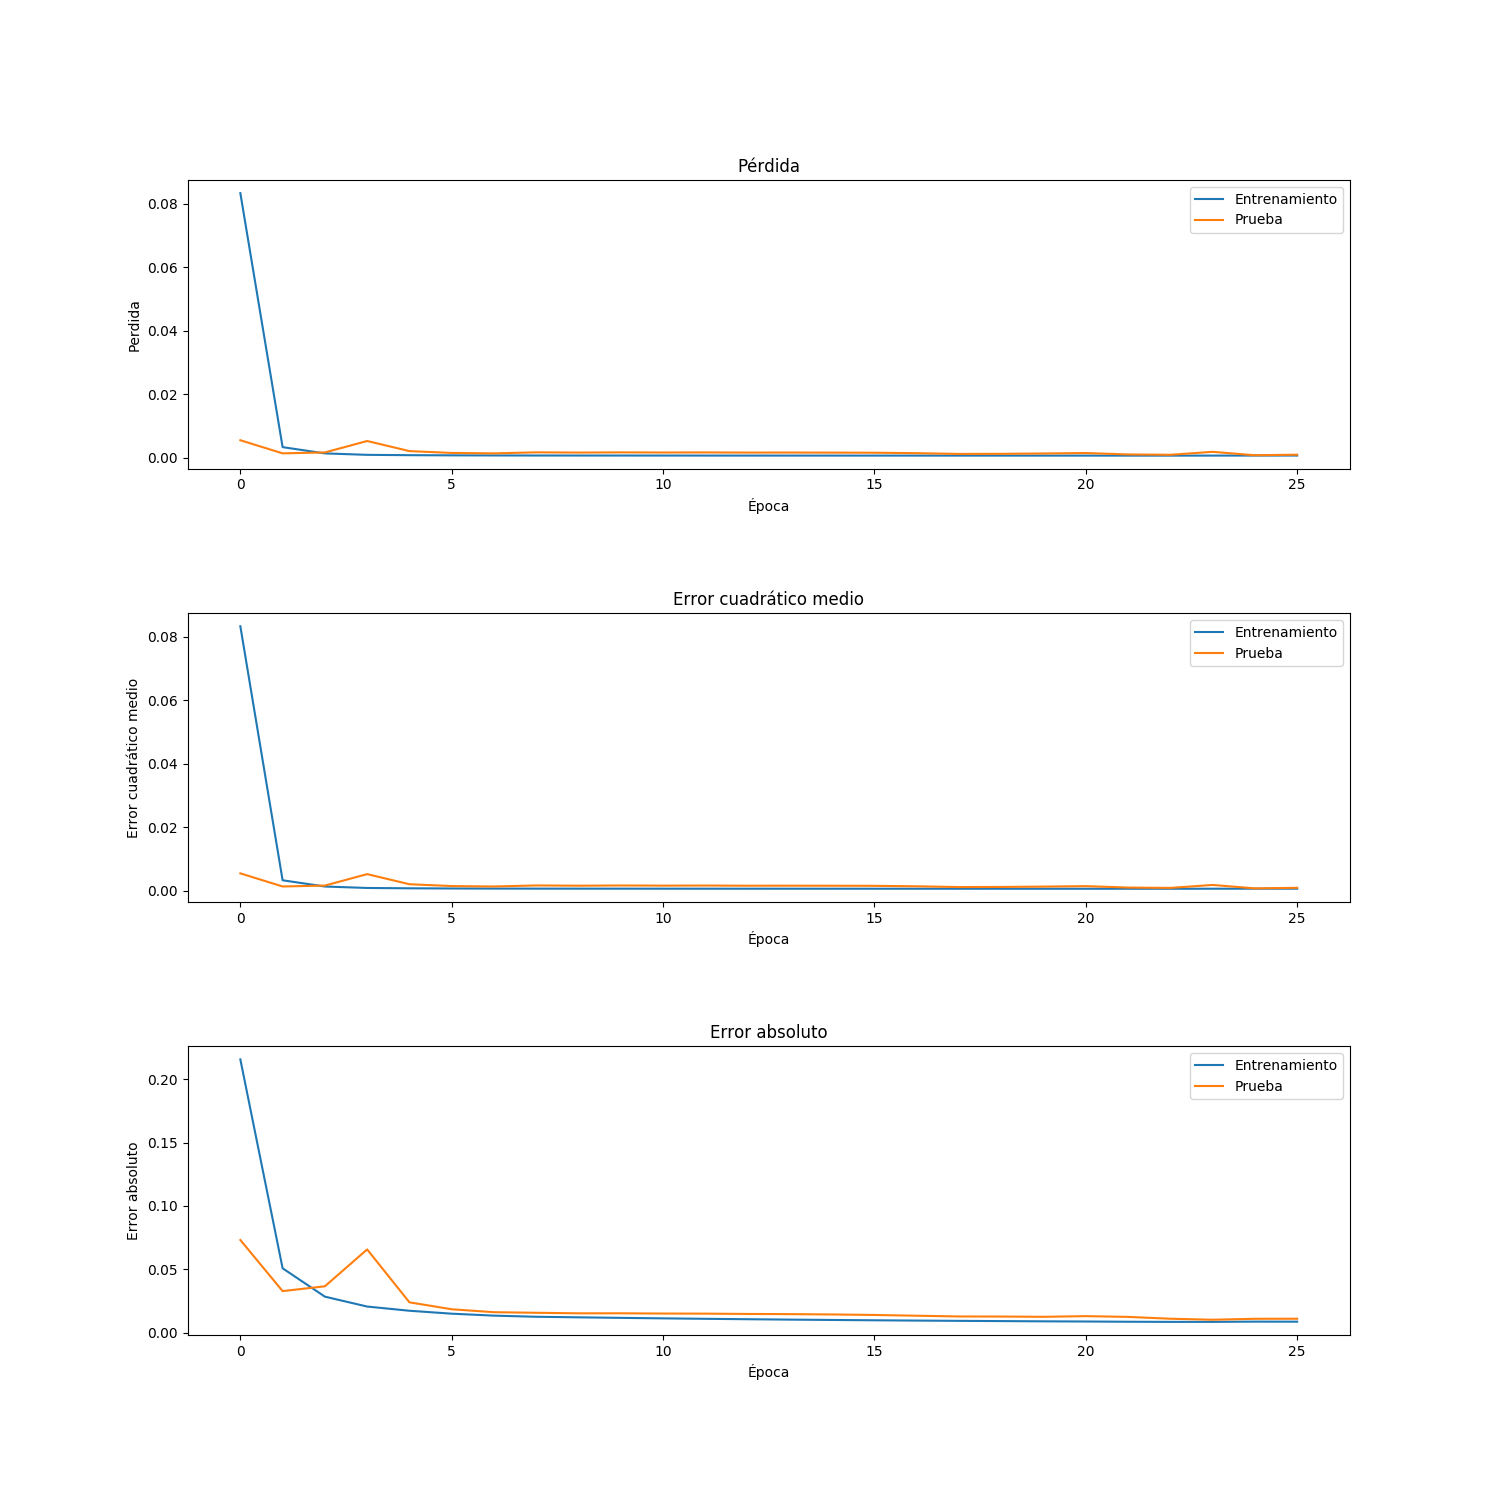 Pérdida
Perdida
0.08
0.06
0.04
0.02
0.00
Entrenamiento
Prueba
0 5 10 15 20 25
Época
Error cuadrático medio
Error cuadrático medio
0.08
0.06
0.04
0.02
0.00
Entrenamiento
Prueba
0 5 10 15 20 25
Época
Error absoluto
Error absoluto
0.20
0.15
0.10
0.05
0.00
Entrenamiento
Prueba
0 5 10 15 20 25
Época